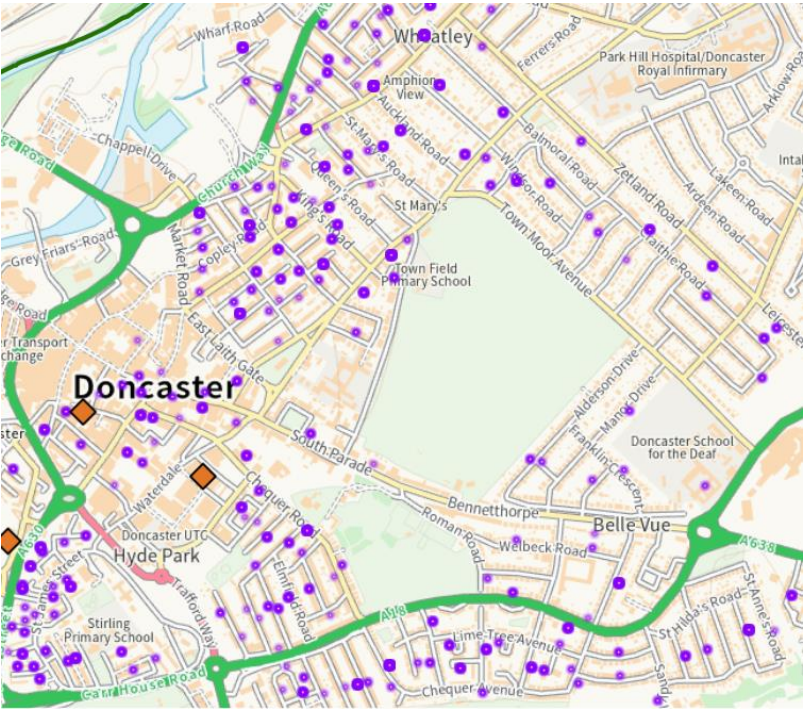 Wharf Road
Wheatley
Ferrers Road
Park Hill Hospital/Doncaster
Royal Infirmary
Amphion
View
Arklow Road
Auckland Road
St Mary's Road
Balmoral Road
Chappell Drive
Church Way
Queen's Road
Windsor Road
Zetland Road
Lakeen Road
Ardeen Road
St Mary's
King's Road
Copley Road
Market Road
Grey Friars' Road
Town Moor Avenue
Town Field
Primary School
East Laith Gate
Doncaster
Alderson Drive
Manor Drive
Franklin Crescent
Doncaster School
for the Deaf
South Parade
Waterdale
Chequer Road
Bennetthorpe
Roman Road
Belle Vue
Welbeck Road
A638
A630
Doncaster UTC
Hyde Park
St James Street
Trafford Way
Elmfield Road
A18
Stirling
Primary School
Lime Tree Avenue
St Hilda's Road
St Anne's Road
Carr House Road
Chequer Avenue